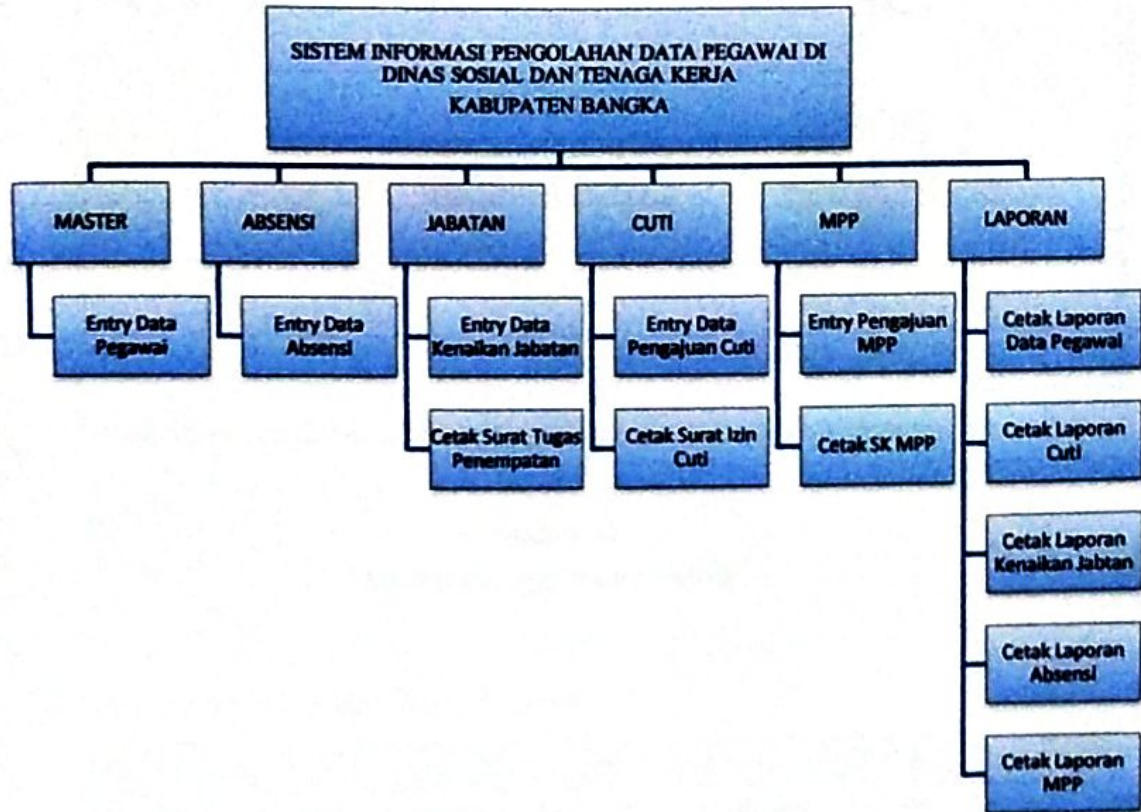 SISTEM INFORMASI PENGOLAHAN DATA PEGAWAI DI
DINAS SOSIAL DAN TENAGA KERJA
KABUPATEN BANGKA
MASTER
ABSENSI
JABATAN
CUTI
MPP
LAPORAN
Entry Data
Pegawai
Entry Data
Absensi
Entry Data
Kenaikan Jabatan
Cetak Surat Tugas
Penempatan
Entry Data
Pengajuan Cuti
Cetak Surat Izin
Cuti
Entry Pengajuan
MPP
Cetak SK MPP
Cetak Laporan
Data Pegawai
Cetak Laporan
Cuti
Cetak Laporan
Kenaikan Jabtan
Cetak Laporan
Absensi
Cetak Laporan
MPP